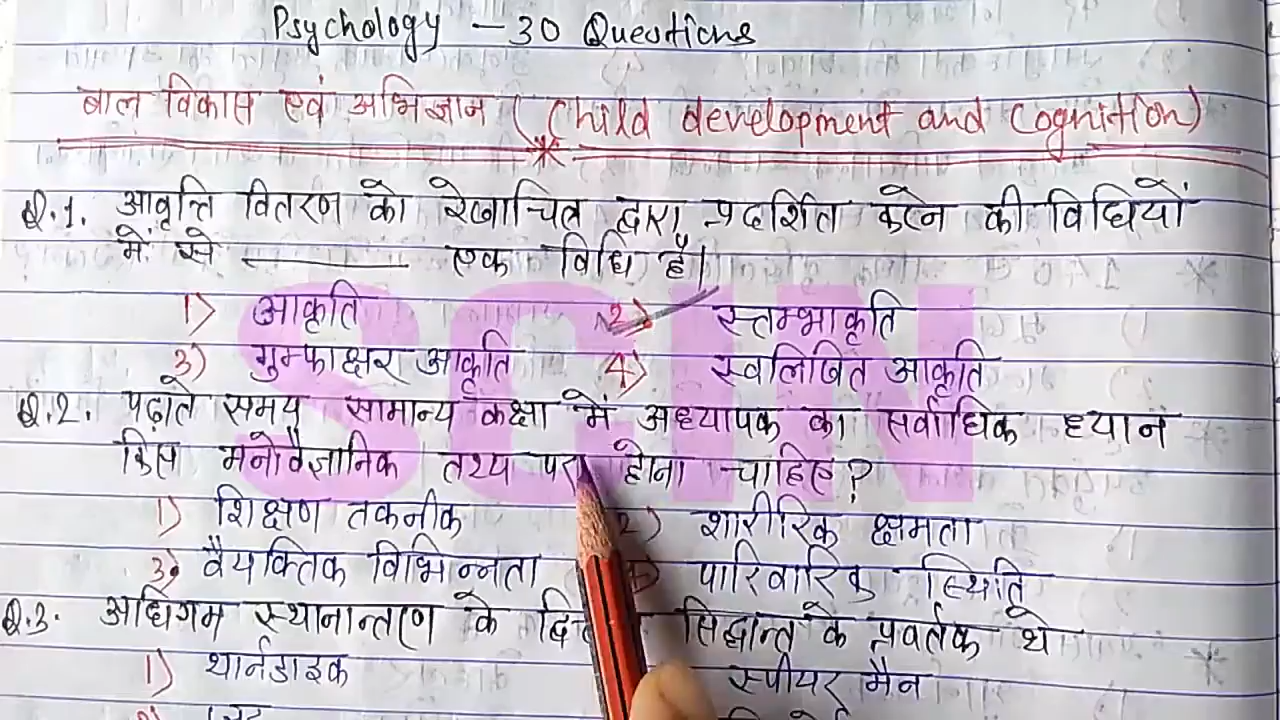 Psychology - 30 Questions
बाल विकास एवं अभिज्ञान ( Child development and Cognition)
Q.1. आवृत्ति वितरण को रेखाचित्र द्वारा प्रदर्शित करने की विधियों
में से ________ एक विधि है।
1) आकृति 2) स्तम्भाकृति
3) गुम्फाक्षर आकृति 4) स्वलिखित आकृति
Q.2. पढ़ाते समय सामान्य कक्षा में अध्यापक का सर्वाधिक ध्यान
किस मनोवैज्ञानिक तथ्य पर होना चाहिए?
1) शिक्षण तकनीक 2) शारीरिक क्षमता
3) वैयक्तिक विभिन्नता पारिवारिक स्थिति
Q.3. अधिगम स्थानान्तरण के सिद्धान्त के प्रवर्तक थे
1) थार्नडाइक स्पीयर मैन
SCIN